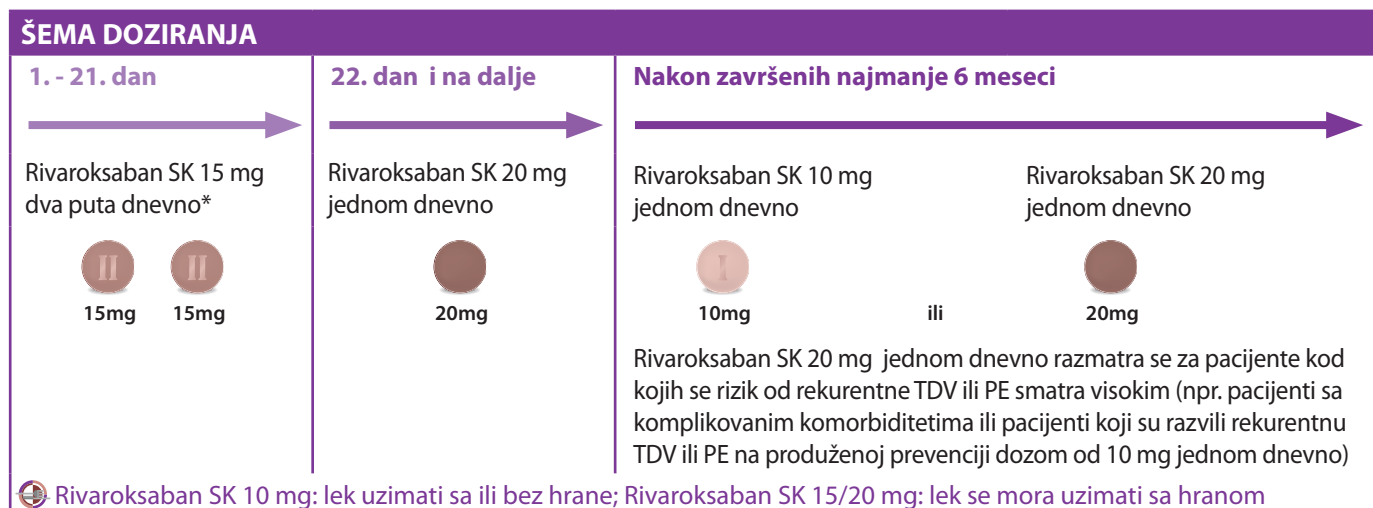 ŠEMA DOZIRANJA
1. - 21. dan
22. dan i na dalje
Nakon završenih najmanje 6 meseci
Rivaroksaban SK 15 mg
dva puta dnevno*
II
II
15mg
15mg
Rivaroksaban SK 20 mg
jednom dnevno
20mg
Rivaroksaban SK 10 mg
jednom dnevno
I
10mg
ili
Rivaroksaban SK 20 mg
jednom dnevno
20mg
Rivaroksaban SK 20 mg jednom dnevno razmatra se za pacijente kod
kojih se rizik od rekurentne TDV ili PE smatra visokim (npr. pacijenti sa
komplikovanim komorbiditetima ili pacijenti koji su razvili rekurentnu
TDV ili PE na produženoj prevenciji dozom od 10 mg jednom dnevno)
Rivaroksaban SK 10 mg: lek uzimati sa ili bez hrane; Rivaroksaban SK 15/20 mg: lek se mora uzimati sa hranom